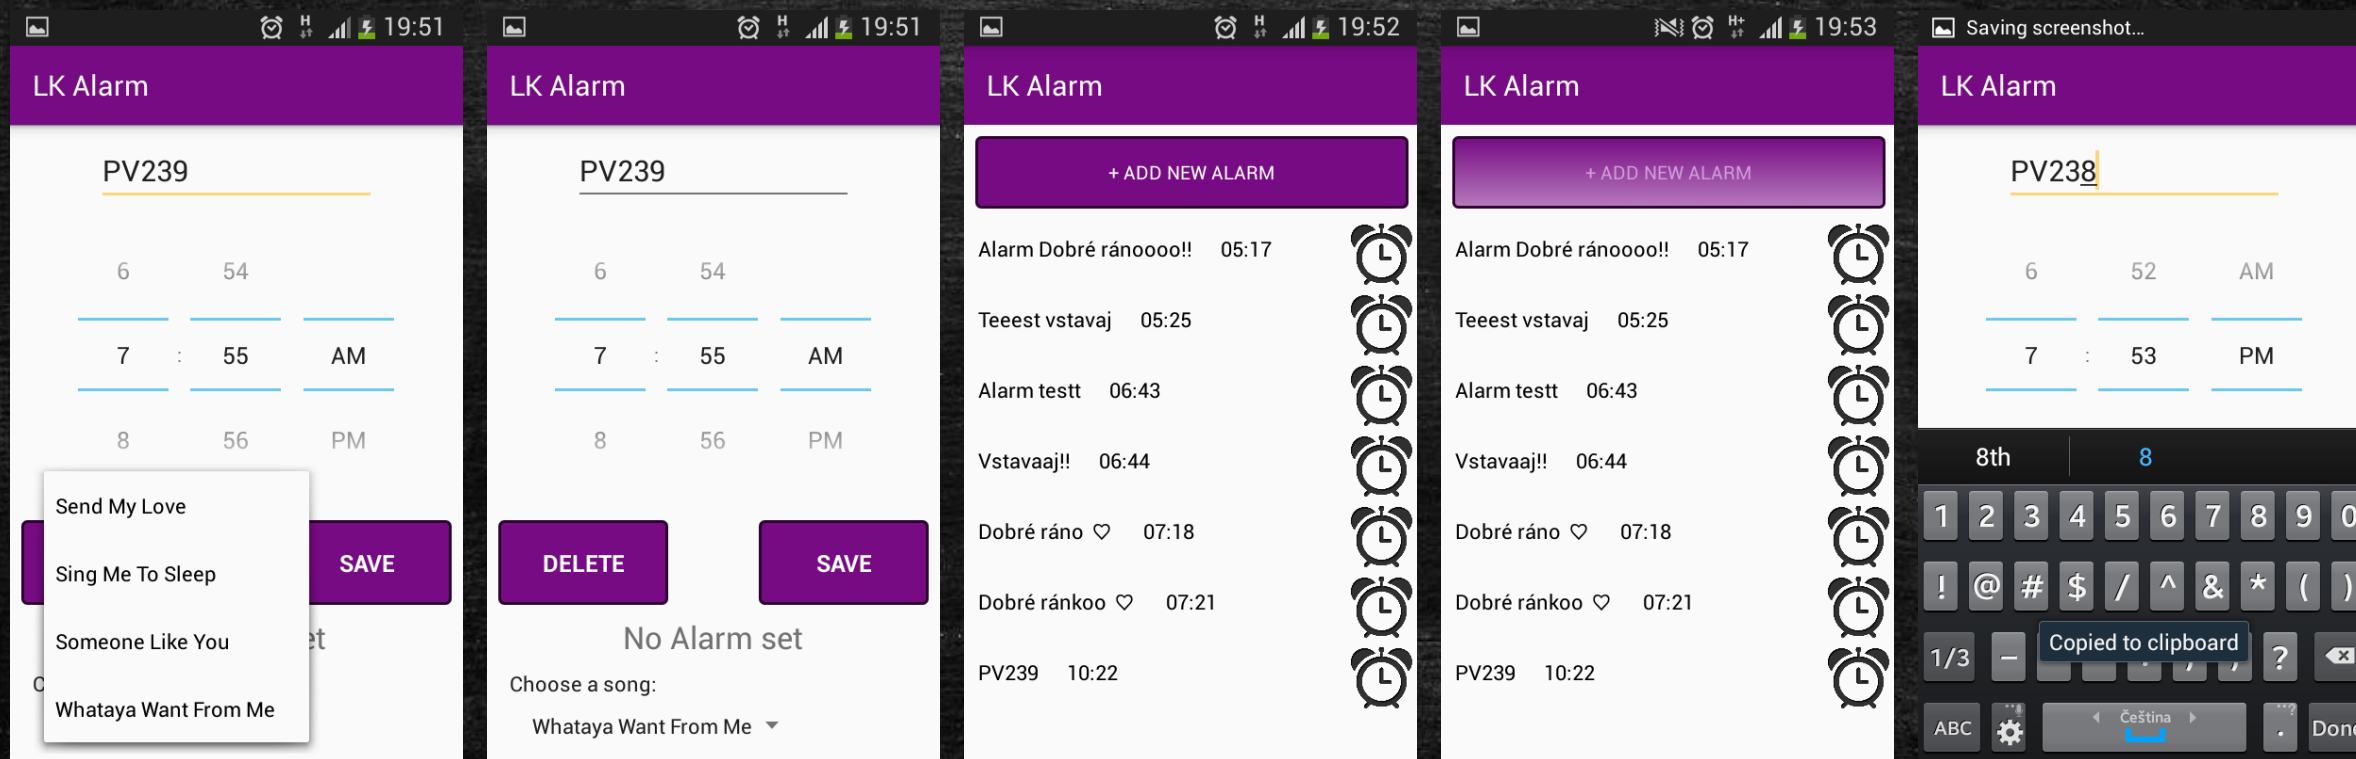 19:51
LK Alarm
PV239
6 54
7 : 55 AM
8 56 PM
Send My Love
Sing Me To Sleep
Someone Like You
Whataya Want From Me
SAVE
19:51
LK Alarm
PV239
6 54
7 : 55 AM
8 56 PM
DELETE SAVE
No Alarm set
Choose a song:
Whataya Want From Me
H 19:52
LK Alarm
+ ADD NEW ALARM
Alarm Dobré ránoooo!! 05:17
Teeest vstavaj 05:25
Alarm testt 06:43
Vstavaaj!! 06:44
Dobré ráno ♡ 07:18
Dobré ránkoo ♡ 07:21
PV239 10:22
H+ 19:53
LK Alarm
+ ADD NEW ALARM
Alarm Dobré ránoooo!! 05:17
Teeest vstavaj 05:25
Alarm testt 06:43
Vstavaaj!! 06:44
Dobré ráno ♡ 07:18
Dobré ránkoo ♡ 07:21
PV239 10:22
Saving screenshot...
LK Alarm
PV238
6 52 AM
7 : 53 PM
8th 8
1 2 3 4 5 6 7 8 9 0
! @ # $ / ^ & * ( )
1/3 - ?
Copied to clipboard
ABC Čeština . Done